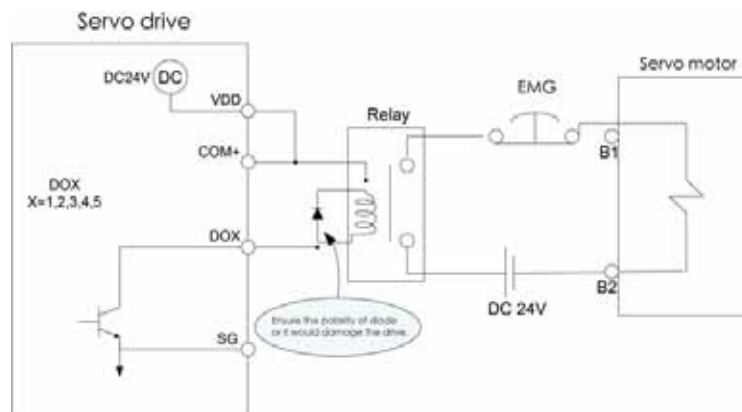 Servo drive
DC24V DC
VDD
COM+
DOX
X=1,2,3,4,5
DOX
SG
Relay
EMG
Servo motor
B1
B2
DC 24V
Ensure the polarity of diode
or it would damage the drive.